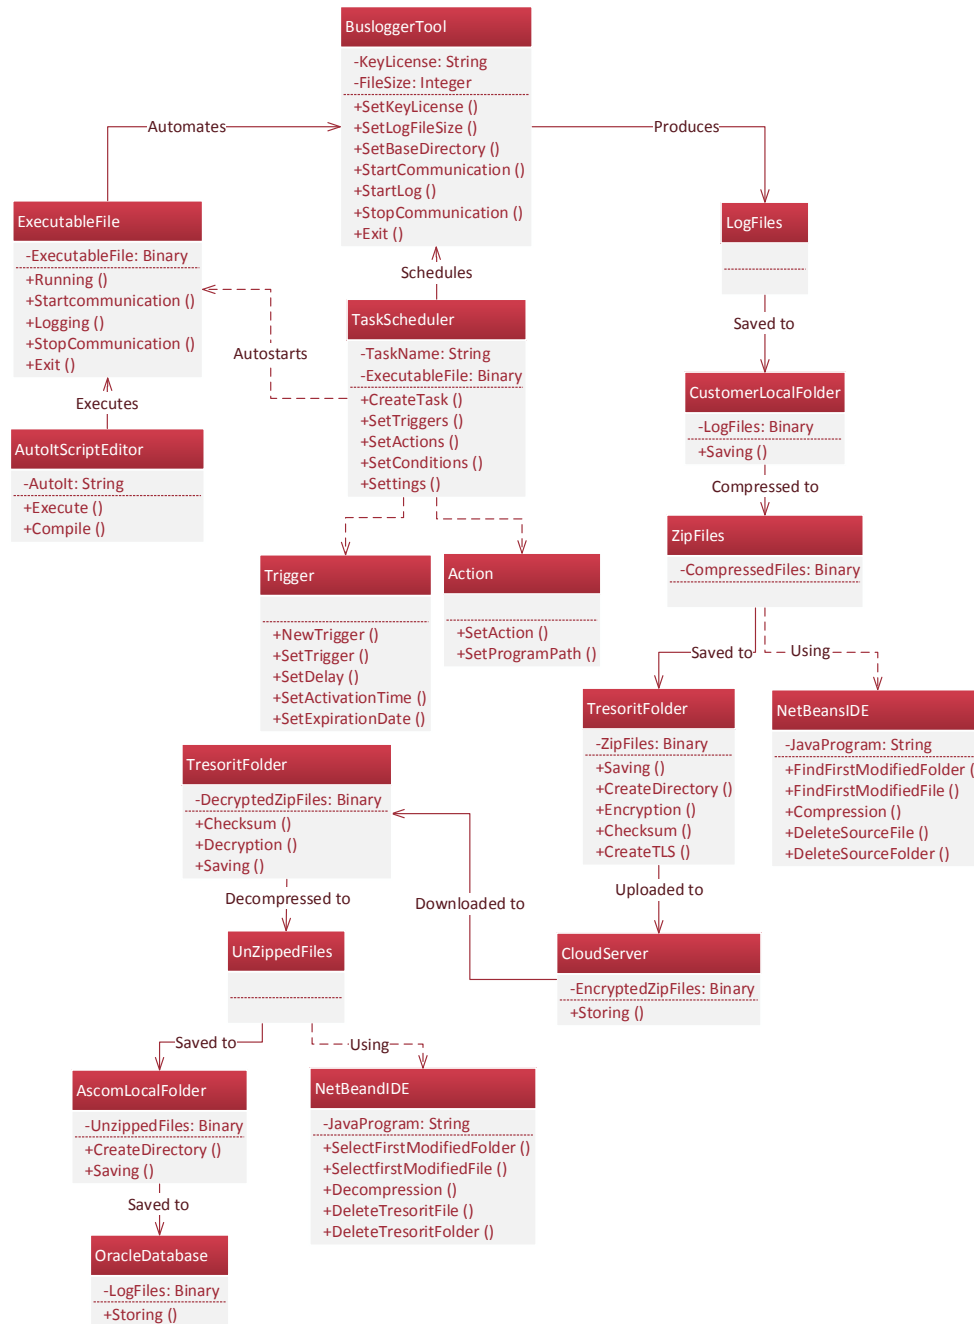 BusloggerTool
-KeyLicense: String
-FileSize: Integer
+SetKeyLicense ()
+SetLogFileSize ()
+SetBaseDirectory ()
+StartCommunication ()
+StartLog ()
+StopCommunication ()
+Exit ()
Automates
Produces
ExecutableFile
-ExecutableFile: Binary
+Running ()
+Startcommunication ()
+Logging ()
+StopCommunication ()
+Exit ()
LogFiles
Schedules
TaskScheduler
-TaskName: String
-ExecutableFile: Binary
+CreateTask ()
+SetTriggers ()
+SetActions ()
+SetConditions ()
+Settings ()
Autostarts
Saved to
Executes
AutoItScriptEditor
-AutoIt: String
+Execute ()
+Compile ()
CustomerLocalFolder
-LogFiles: Binary
+Saving ()
Compressed to
ZipFiles
-CompressedFiles: Binary
Trigger
+NewTrigger ()
+SetTrigger ()
+SetDelay ()
+SetActivationTime ()
+SetExpirationDate ()
Action
+SetAction ()
+SetProgramPath ()
Saved to
Using
TresoritFolder
-ZipFiles: Binary
+Saving ()
+CreateDirectory ()
+Encryption ()
+Checksum ()
+CreateTLS ()
NetBeansIDE
-JavaProgram: String
+FindFirstModifiedFolder (
+FindFirstModifiedFile ()
+Compression ()
+DeleteSourceFile ()
+DeleteSourceFolder ()
TresoritFolder
-DecryptedZipFiles: Binary
+Checksum ()
+Decryption ()
+Saving ()
Decompressed to
Downloaded to
Uploaded to
UnZippedFiles
CloudServer
-EncryptedZipFiles: Binary
+Storing ()
Saved to
Using
AscomLocalFolder
-UnzippedFiles: Binary
+CreateDirectory ()
+Saving ()
NetBeandIDE
-JavaProgram: String
+SelectFirstModifiedFolder ()
+SelectfirstModifiedFile ()
+Decompression ()
+DeleteTresoritFile ()
+DeleteTresoritFolder ()
Saved to
OracleDatabase
-LogFiles: Binary
+Storing ()